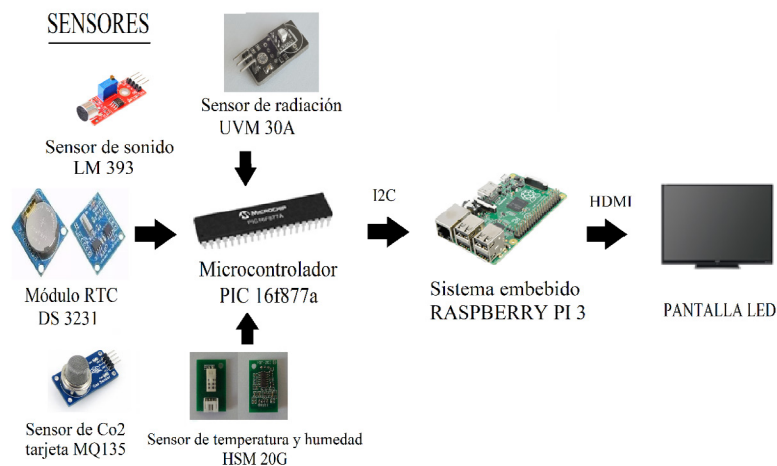 SENSORES
Sensor de radiación
UVM 30A
Sensor de sonido
LM 393
I2C
HDMI
MICROCHIP
PIC16F877A
Microcontrolador
PIC 16f877a
Módulo RTC
DS 3231
Sistema embebido
RASPBERRY PI 3
PANTALLA LED
Sensor de Co2
tarjeta MQ135
Sensor de temperatura y humedad
HSM 20G